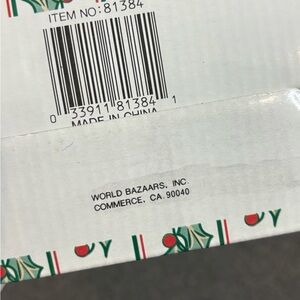 ITEM NO: 81384
0 33911 81384 1
MADE IN CHINA
WORLD BAZAARS, INC.
COMMERCE, CA 90040